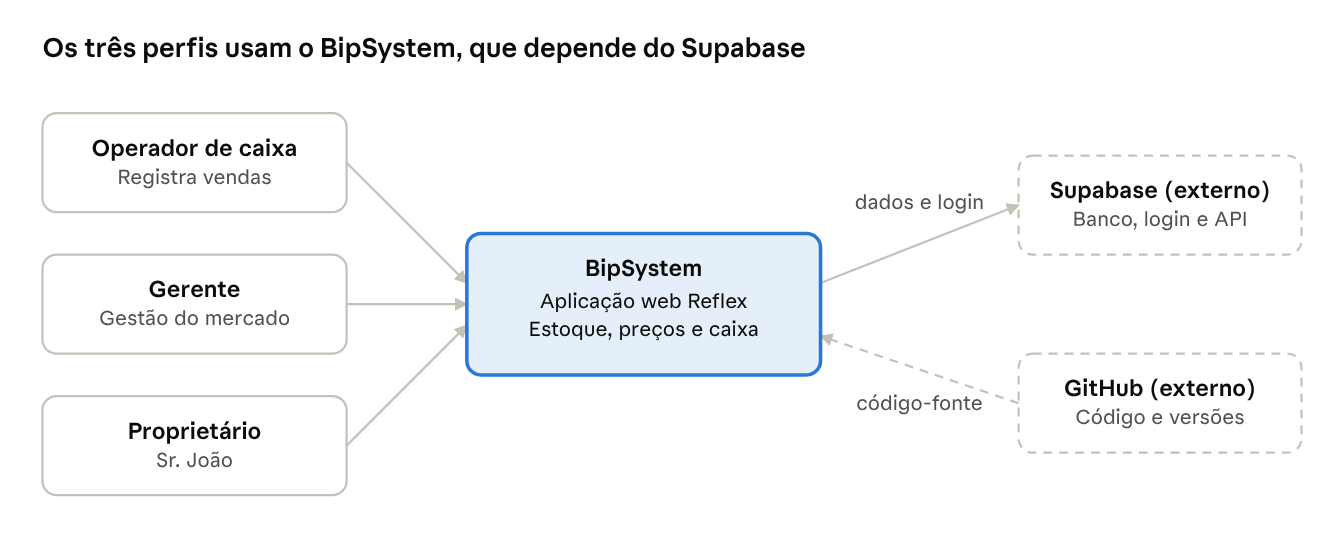 Os três perfis usam o BipSystem, que depende do Supabase
Operador de caixa
Registra vendas
Gerente
Gestão do mercado
Proprietário
Sr. João
BipSystem
Aplicação web Reflex
Estoque, preços e caixa
dados e login
código-fonte
Supabase (externo)
Banco, login e API
GitHub (externo)
Código e versões